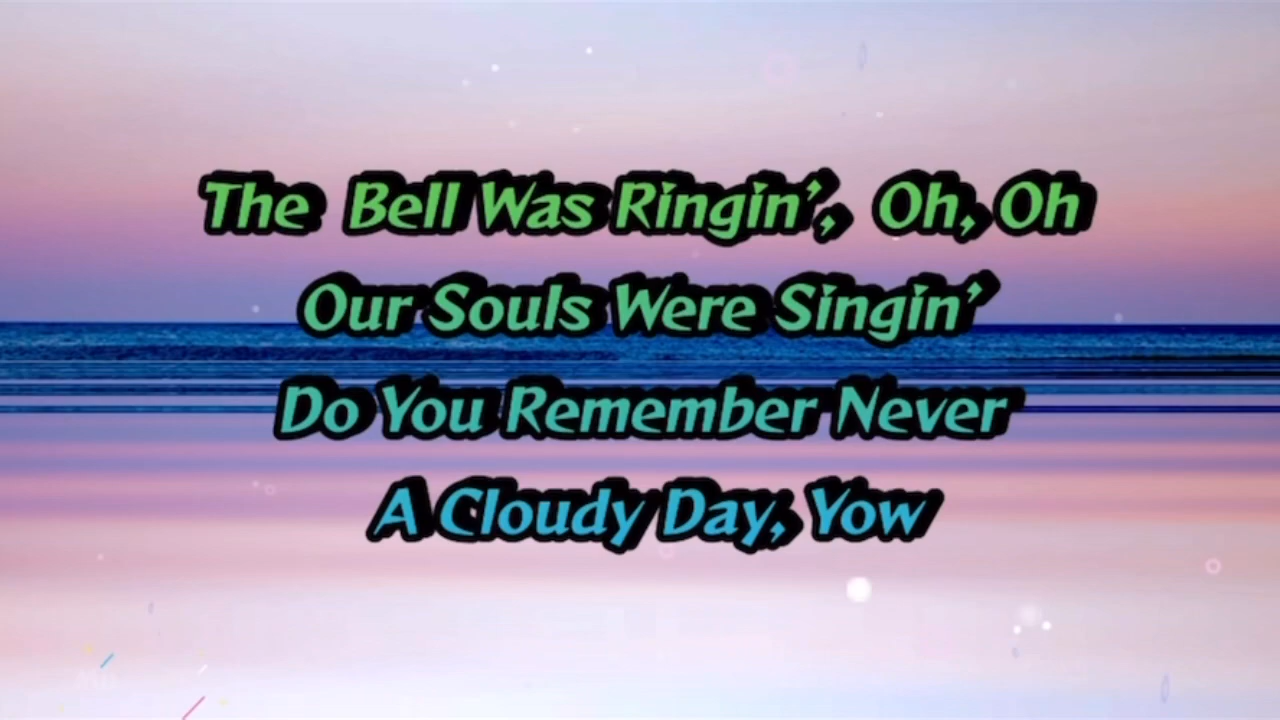 The Bell Was Ringin', Oh, Oh
Our Souls Were Singin'
Do You Remember Never
A Cloudy Day, Yow